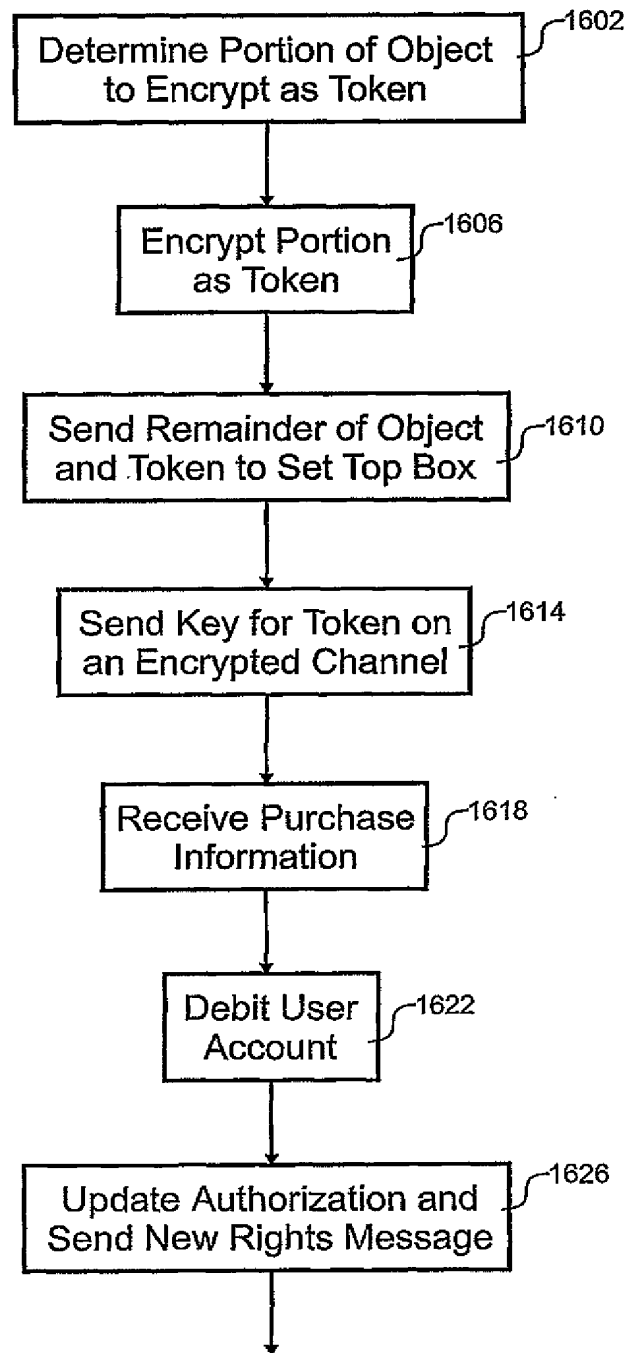 Determine Portion of Object
to Encrypt as Token
1602
Encrypt Portion
as Token
1606
Send Remainder of Object
and Token to Set Top Box
1610
Send Key for Token on
an Encrypted Channel
1614
Receive Purchase
Information
1618
Debit User
Account
1622
Update Authorization and
Send New Rights Message
1626